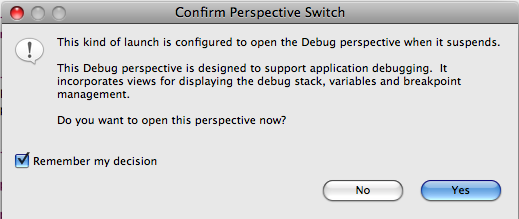 Confirm Perspective Switch
This kind of launch is configured to open the Debug perspective when it suspends.
This Debug perspective is designed to support application debugging.  It
incorporates views for displaying the debug stack, variables and breakpoint
management.
Do you want to open this perspective now?
Remember my decision
No
Yes